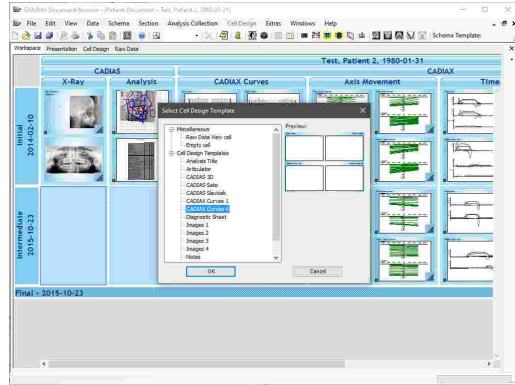 GAMMA Document Browser - [Patient Document - Test, Patient 2, 1980-01-31]
File Edit View Date Schema Section Analysis Collection Cell Design Extras Windows Help
Schema Template:
Workspace Presentation Cell Design Raw Data
Test, Patient 2, 1980-01-31
CADIAS CADIAX
X-Ray Analysis CADIAX Curves Axis Movement Time
Initial
2014-02-10
Select Cell Design Template
Miscellaneous
Raw Data View cell
Empty cell
Cell Design Templates
Analysis Title
Articulator
CADIAS 3D
CADIAS Sato
CADIAS Slavicek
CADIAX Curves 1
CADIAX Curves 4
Diagnostic Sheet
Images 1
Images 2
Images 3
Images 4
Notes
Preview:
OK Cancel
Intermediate
2015-10-23
Final - 2015-10-23